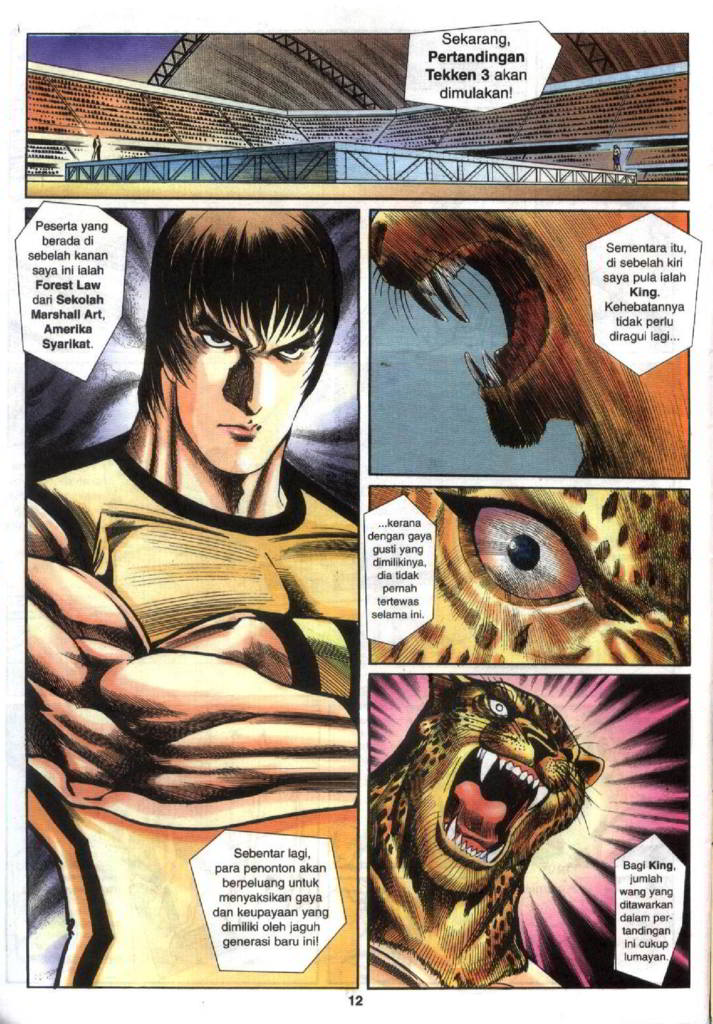 Sekarang,
Pertandingan
Tekken 3 akan
dimulakan!
Peserta yang
berada di
sebelah kanan
saya ini ialah
Forest Law
dari Sekolah
Marshall Art,
Amerika
Syarikat.
Sementara itu,
di sebelah kiri
saya pula ialah
King.
Kehebatannya
tidak perlu
diragui lagi...
...kerana
dengan gaya
gusti yang
dimilikinya,
dia tidak
pernah
tertewas
selama ini.
Sebentar lagi,
para penonton akan
berpeluang untuk
menyaksikan gaya
dan keupayaan yang
dimiliki oleh jaguh
generasi baru ini!
Bagi King,
jumlah
wang yang
ditawarkan
dalam per-
tandingan
ini cukup
lumayan.
12